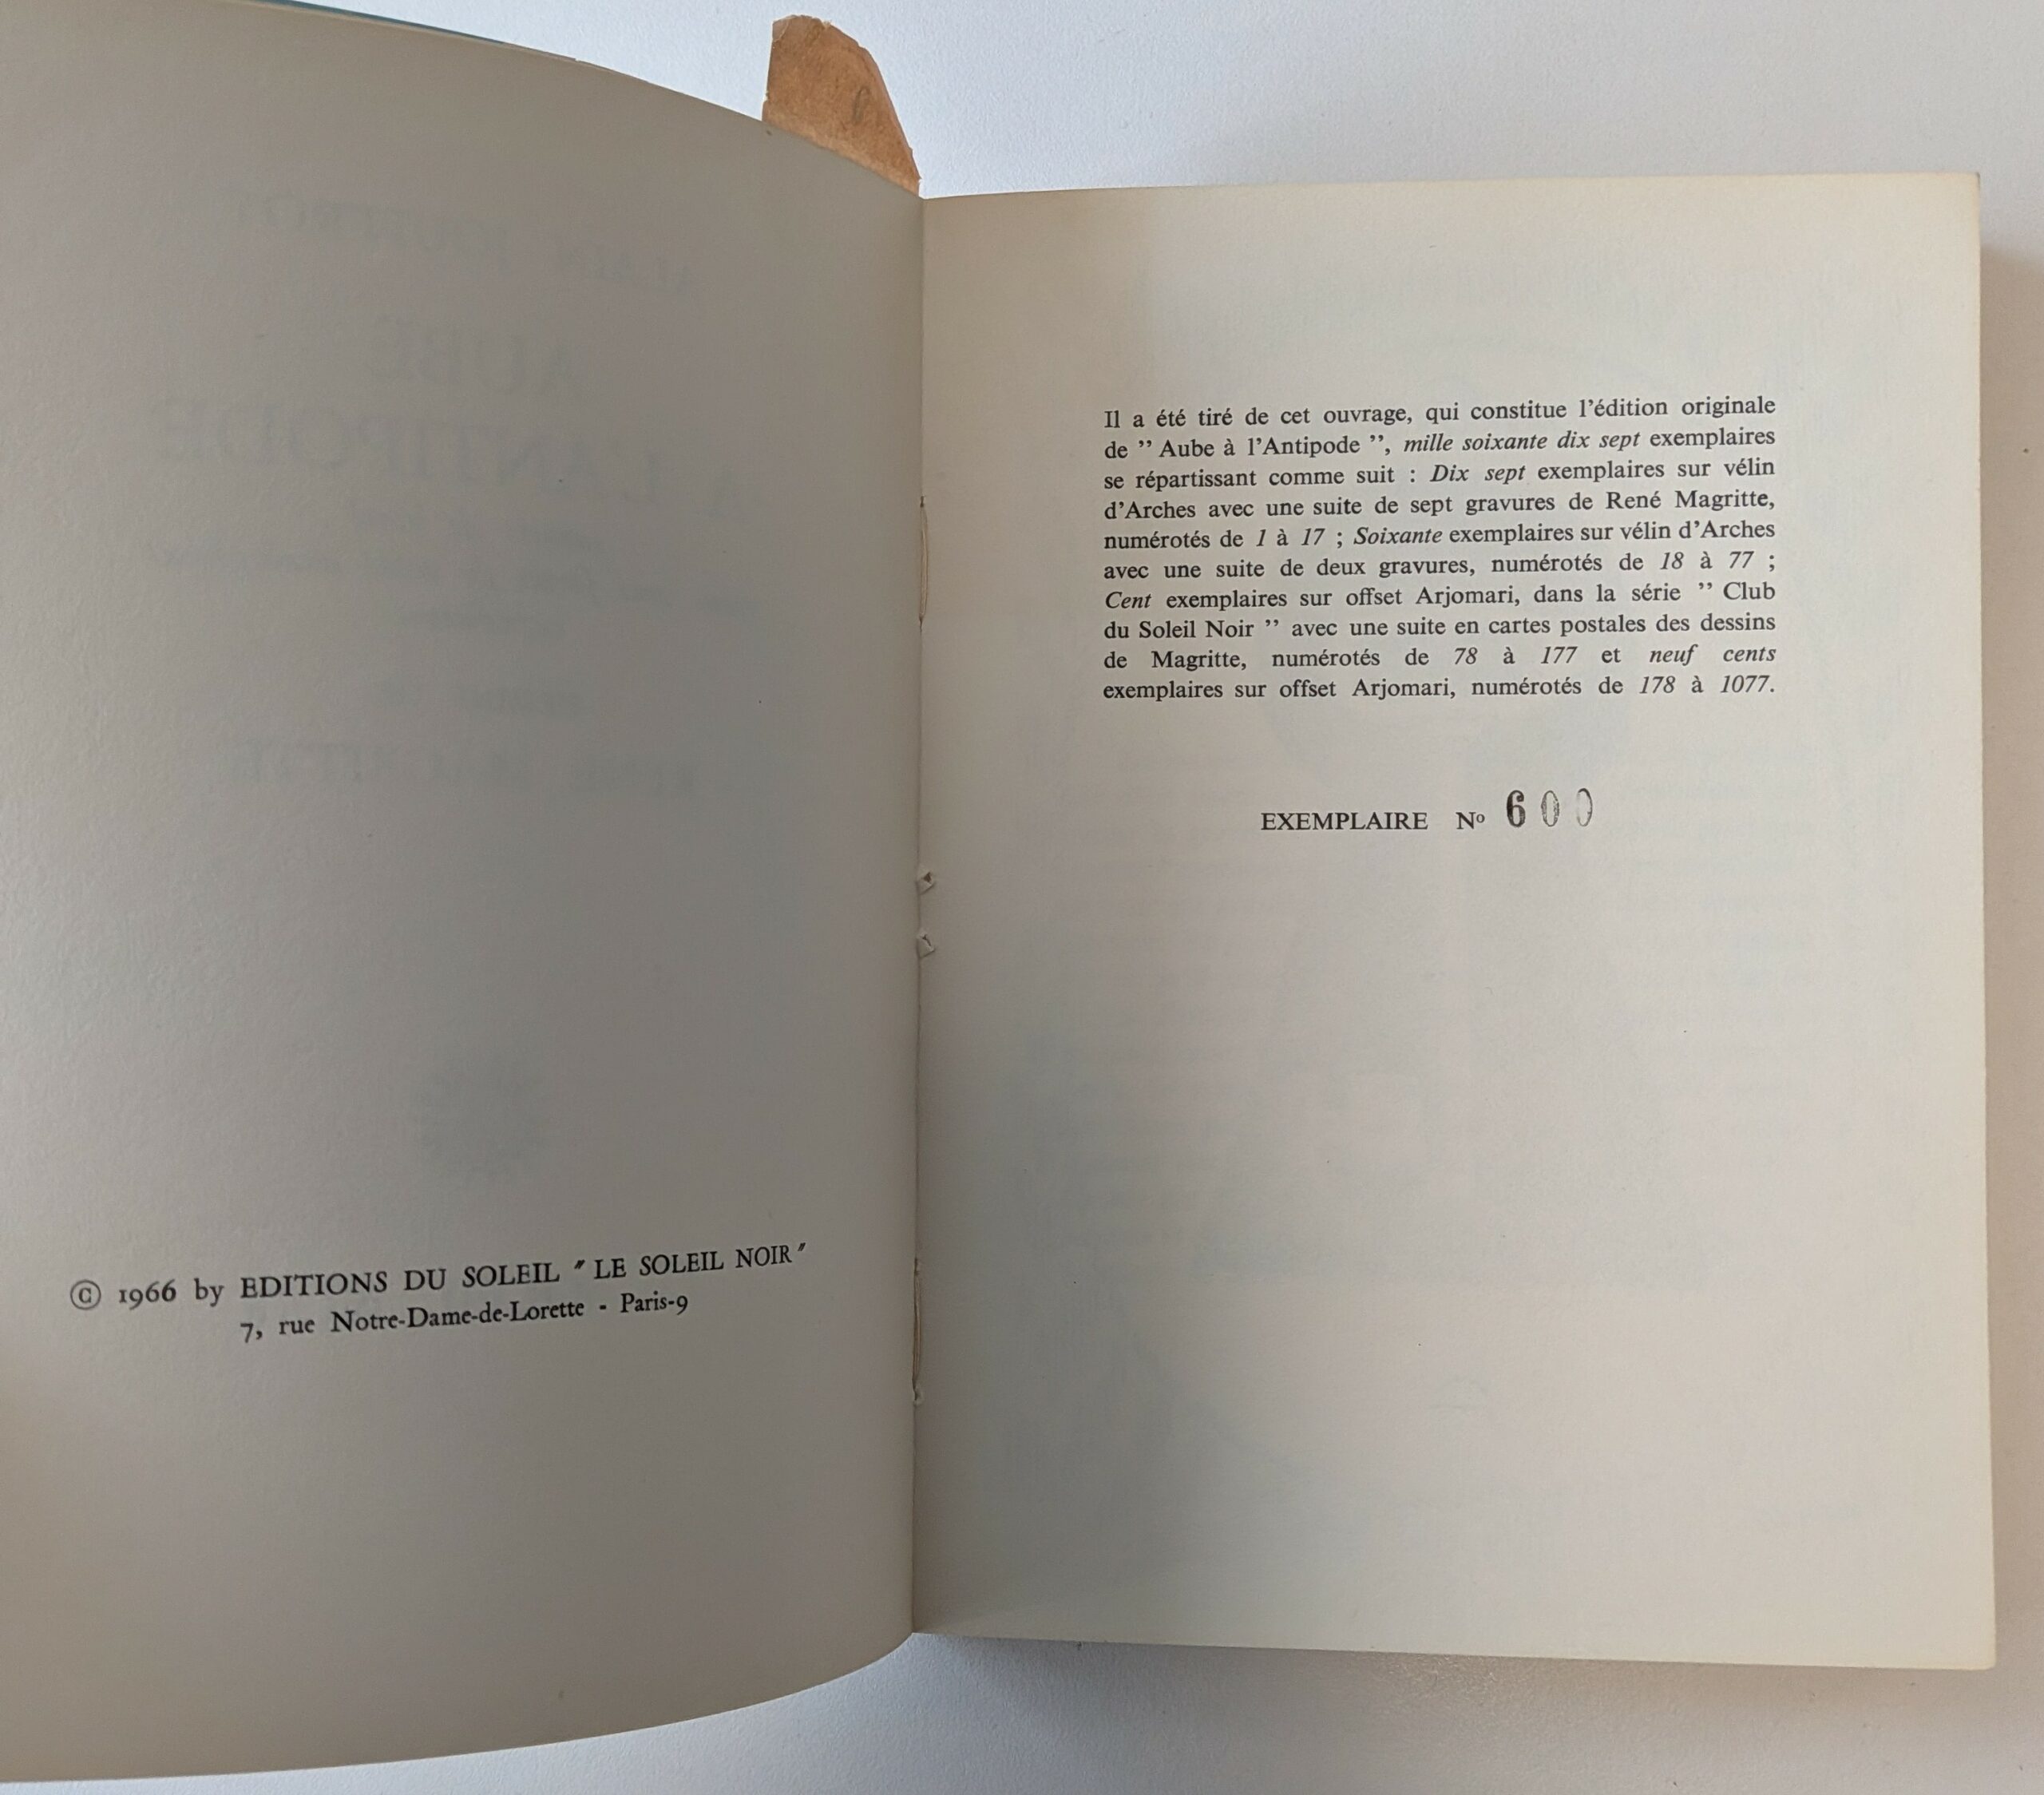 © 1966 by EDITIONS DU SOLEIL " LE SOLEIL NOIR "
7, rue Notre-Dame-de-Lorette - Paris-9
Il a été tiré de cet ouvrage, qui constitue l'édition originale
de ” Aube à l'Antipode ”, mille soixante dix sept exemplaires
se répartissant comme suit : Dix sept exemplaires sur vélin
d'Arches avec une suite de sept gravures de René Magritte,
numérotés de 1 à 17 ; Soixante exemplaires sur vélin d'Arches
avec une suite de deux gravures, numérotés de 18 à 77 ;
Cent exemplaires sur offset Arjomari, dans la série ” Club
du Soleil Noir ” avec une suite en cartes postales des dessins
de Magritte, numérotés de 78 à 177 et neuf cents
exemplaires sur offset Arjomari, numérotés de 178 à 1077.
EXEMPLAIRE Nº 600